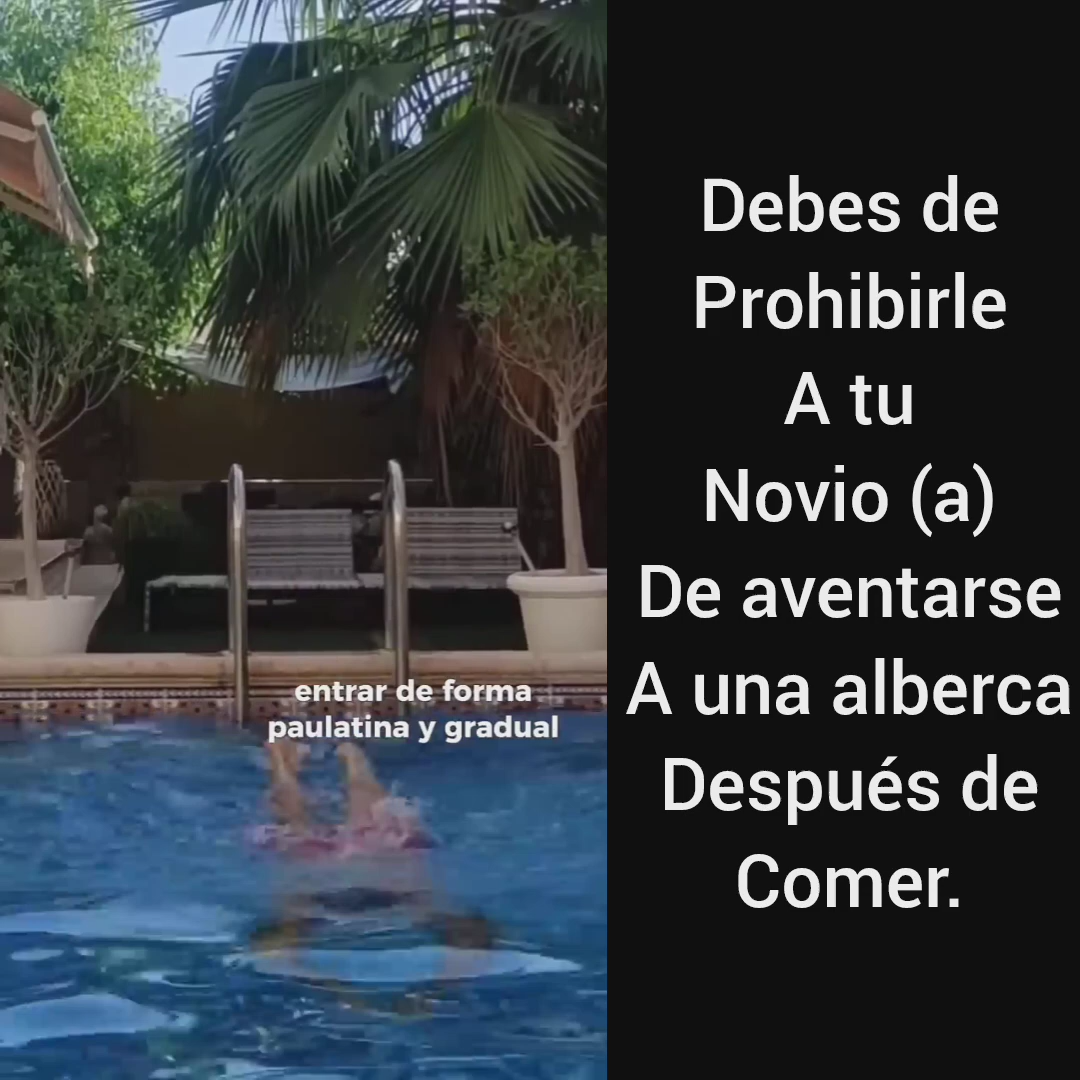 entrar de forma
paulatina y gradual
Debes de
Prohibirle
A tu
Novio (a)
De aventarse
A una alberca
Después de
Comer.